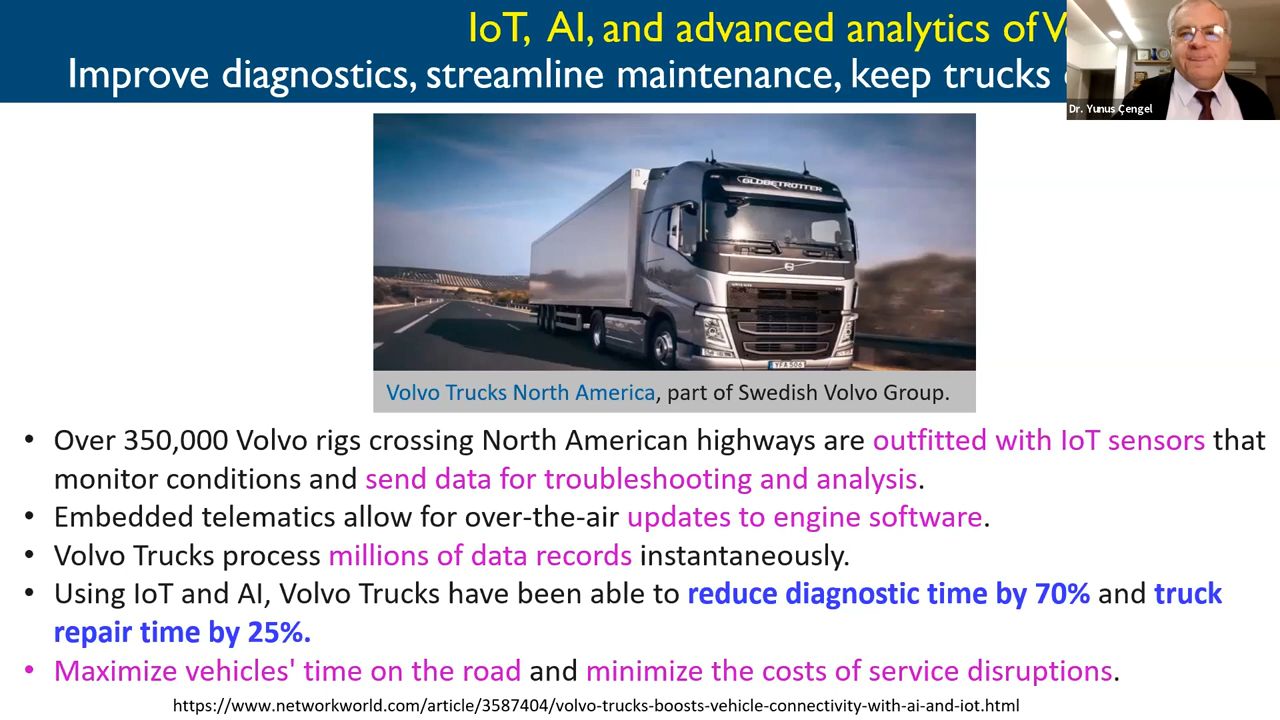 IoT, AI, and advanced analytics of
Improve diagnostics, streamline maintenance, keep trucks
Dr. Yunus Çengel
GLOBETROTTER
Volvo Trucks North America, part of Swedish Volvo Group.
• Over 350,000 Volvo rigs crossing North American highways are outfitted with IoT sensors that
monitor conditions and send data for troubleshooting and analysis.
• Embedded telematics allow for over-the-air updates to engine software.
• Volvo Trucks process millions of data records instantaneously.
• Using IoT and AI, Volvo Trucks have been able to reduce diagnostic time by 70% and truck
repair time by 25%.
• Maximize vehicles' time on the road and minimize the costs of service disruptions.
https://www.networkworld.com/article/3587404/volvo-trucks-boosts-vehicle-connectivity-with-ai-and-iot.html